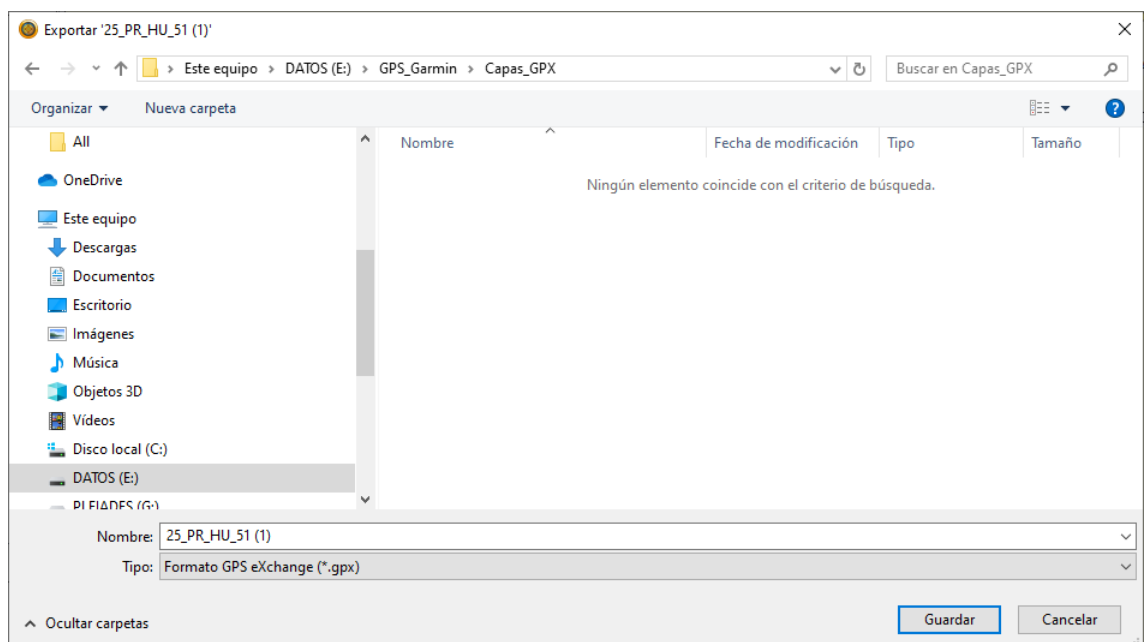 Exportar '25_PR_HU_51 (1)'
Este equipo > DATOS (E:) > GPS_Garmin > Capas_GPX
Buscar en Capas_GPX
Organizar
Nueva carpeta
Nombre
Fecha de modificación
Tipo
Tamaño
Ningún elemento coincide con el criterio de búsqueda.
All
OneDrive
Este equipo
Descargas
Documentos
Escritorio
Imágenes
Música
Objetos 3D
Vídeos
Disco local (C:)
DATOS (E:)
PLEIADES (G:)
Nombre: 25_PR_HU_51 (1)
Tipo: Formato GPS eXchange (*.gpx)
Ocultar carpetas
Guardar
Cancelar